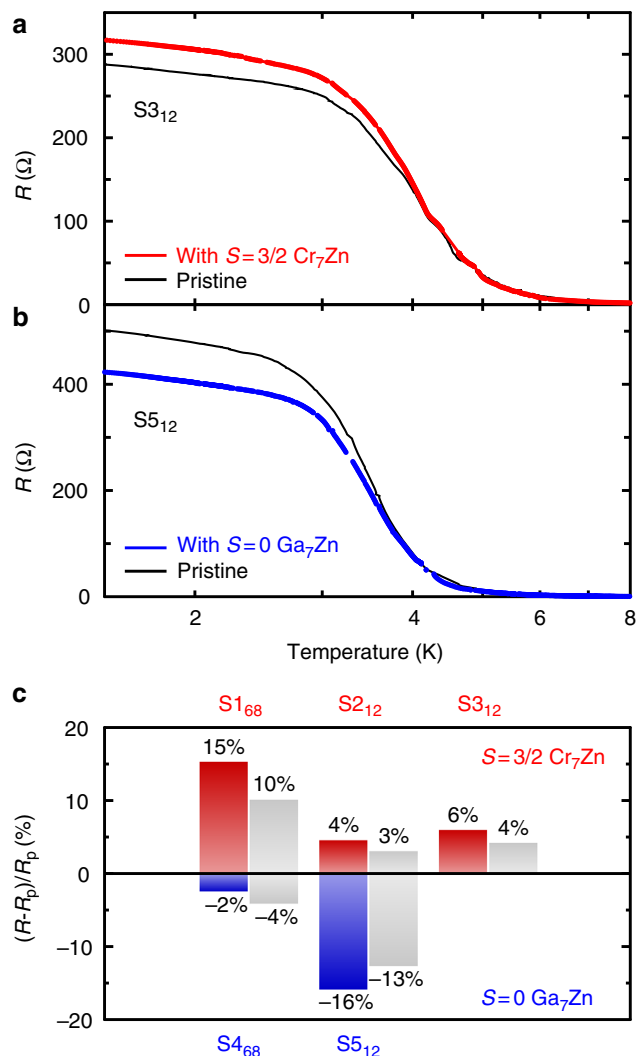 a
300
200
100
0
R (Ω)
S3₁₂
With S = 3/2 Cr₇Zn
Pristine
b
400
200
0
R (Ω)
S5₁₂
With S = 0 Ga₇Zn
Pristine
2 4 6 8
Temperature (K)
c
S1₆₈ S2₁₂ S3₁₂
20
10
0
−10
−20
(R-Rₚ)/Rₚ (%)
S = 3/2 Cr₇Zn
15% 10% 4% 3% 6% 4%
−2% −4% −16% −13%
S = 0 Ga₇Zn
S4₆₈ S5₁₂